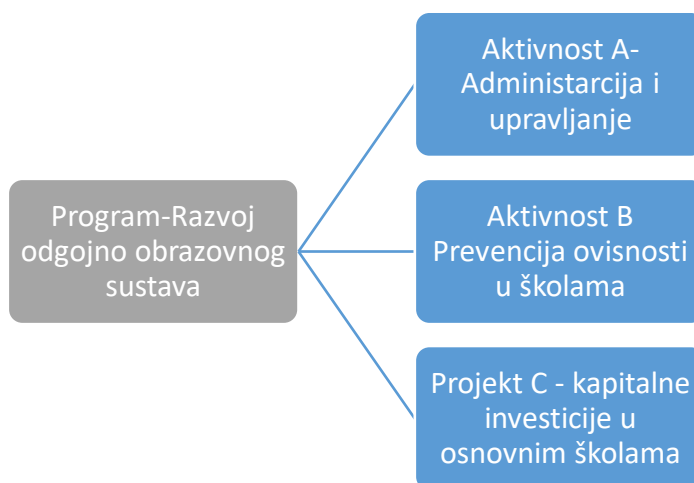 Program-Razvoj
odgojno obrazovnog
sustava
Aktivnost A-
Administarcija i
upravljanje
Aktivnost B
Prevencija ovisnosti
u školama
Projekt C - kapitalne
investicije u
osnovnim školama